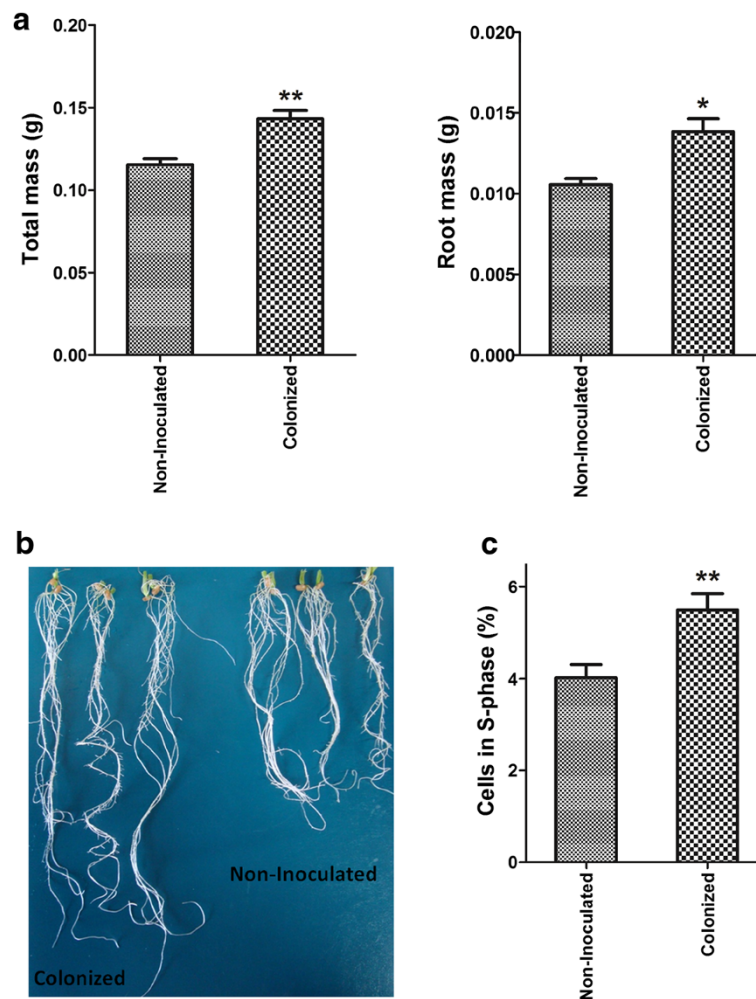 a
Total mass (g)
0.20
0.15
0.10
0.05
0.00
**
Non-Inoculated
Colonized
Root mass (g)
0.020
0.015
0.010
0.005
0.000
*
Non-Inoculated
Colonized
b
Non-Inoculated
Colonized
c
Cells in S-phase (%)
6
4
2
0
**
Non-Inoculated
Colonized